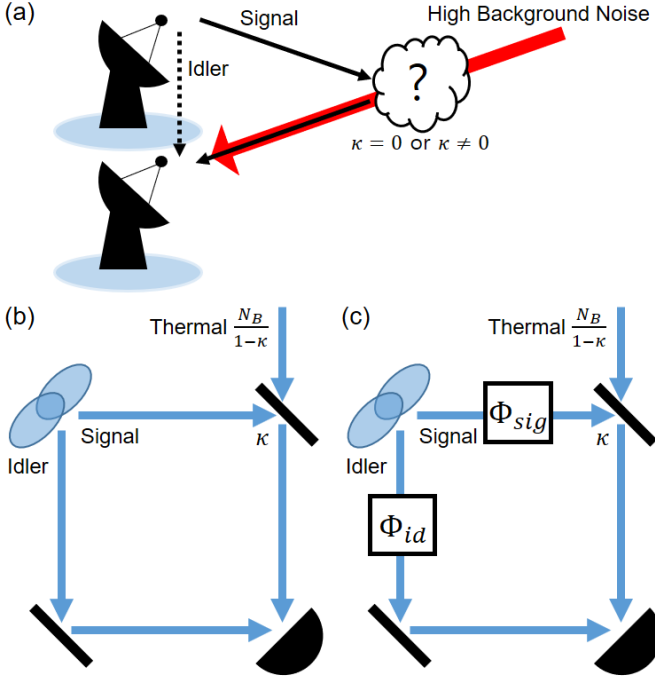 (a)
Signal
High Background Noise
Idler
?
κ = 0 or κ ≠ 0
(b)
Thermal N_B/(1−κ)
Signal
κ
Idler
(c)
Thermal N_B/(1−κ)
Φ_sig
Signal
κ
Idler
Φ_id